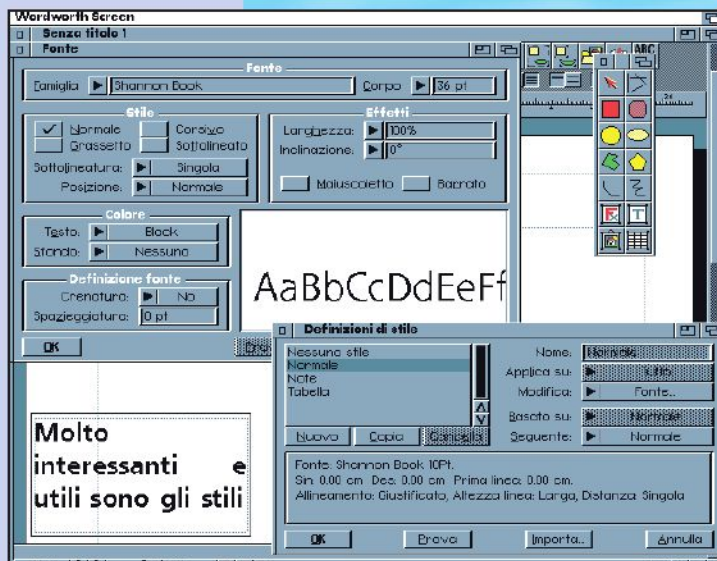 Wordworth Screen
Senza titolo 1
Fonte
ABC
Fonte
Famiglia Shannon Book Corpo 36 pt
Stile
Normale Corsivo
Grassetto Sottolineato
Sottolineatura: Singola
Posizione: Normale
Effetti
Larghezza: 100%
Inclinazione: 0°
Maiuscoletto Barrato
Colore
Testo: Black
Sfondo: Nessuno
Definizione fonte
Crenatura: No
Spazieggiatura: 0 pt
AaBbCcDdEeFf
OK
Molto
interessanti e
utili sono gli stili
Definizioni di stile
Nessuno stile
Normale
Note
Tabella
Nuovo Copia Cancella
Nome: Normale
Applica su:
Modifica: Fonte..
Basato su: Normale
Seguente: Normale
Fonte: Shannon Book 10Pt.
Sin: 0.00 cm Des: 0.00 cm Prima linea: 0.00 cm.
Allineamento: Giustificato, Altezza linea: Larga, Distanza: Singola
OK Prova Importa.. Annulla